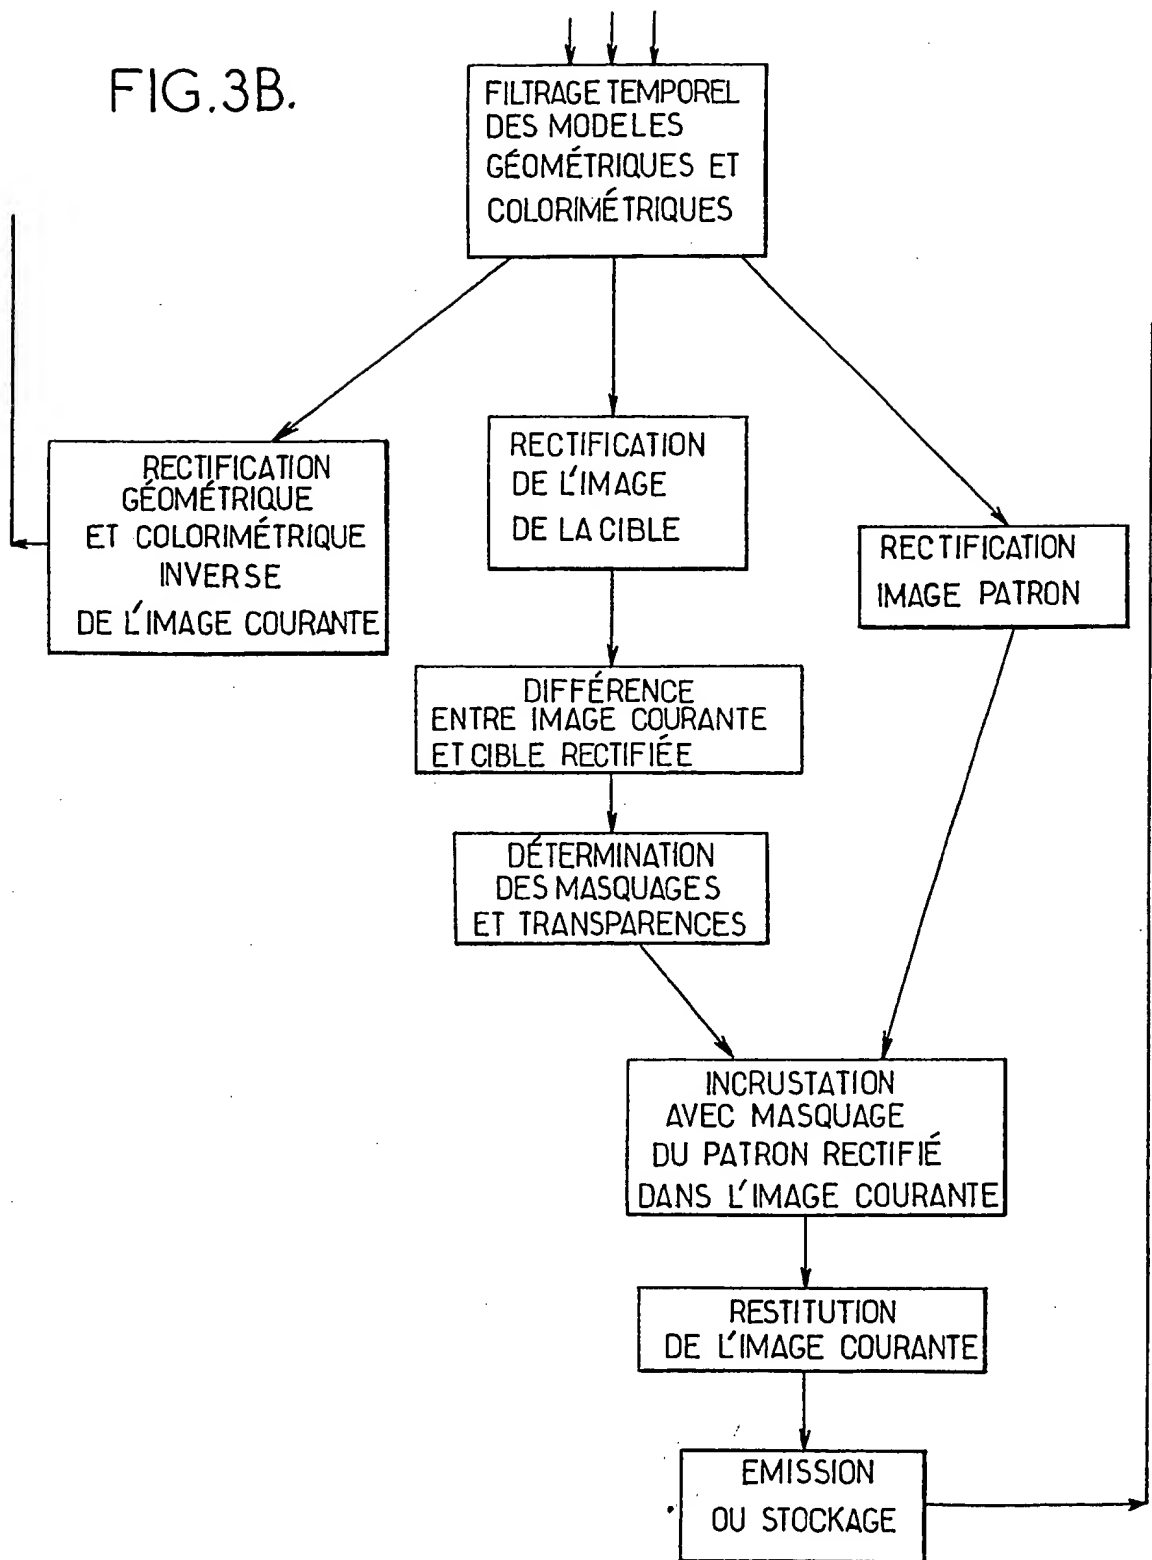 FIG.3B.
FILTRAGE TEMPOREL
DES MODELES
GÉOMÉTRIQUES ET
COLORIMÉTRIQUES
RECTIFICATION
GÉOMÉTRIQUE
ET COLORIMÉTRIQUE
INVERSE
DE L'IMAGE COURANTE
RECTIFICATION
DE L'IMAGE
DE LA CIBLE
RECTIFICATION
IMAGE PATRON
DIFFÉRENCE
ENTRE IMAGE COURANTE
ET CIBLE RECTIFIÉE
DÉTERMINATION
DES MASQUAGES
ET TRANSPARENCES
INCRUSTATION
AVEC MASQUAGE
DU PATRON RECTIFIÉ
DANS L'IMAGE COURANTE
RESTITUTION
DE L'IMAGE COURANTE
EMISSION
OU STOCKAGE